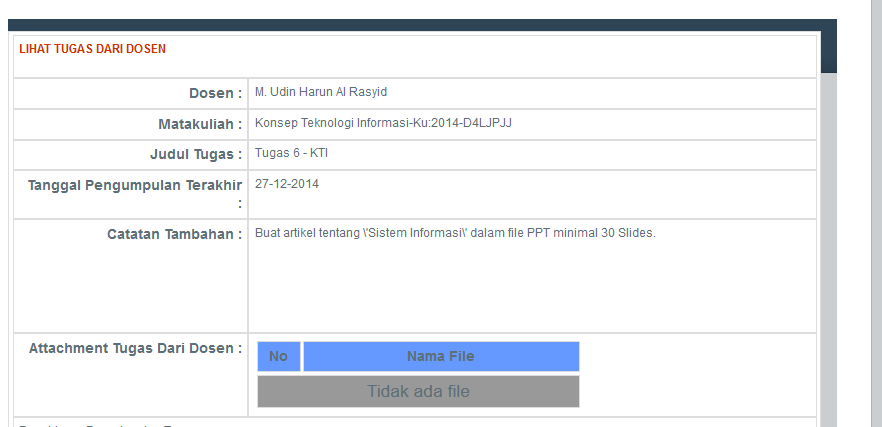 LIHAT TUGAS DARI DOSEN
Dosen : M. Udin Harun Al Rasyid
Matakuliah : Konsep Teknologi Informasi-Ku:2014-D4LJPJJ
Judul Tugas : Tugas 6 - KTI
Tanggal Pengumpulan Terakhir : 27-12-2014
Catatan Tambahan : Buat artikel tentang \'Sistem Informasi\' dalam file PPT minimal 30 Slides.
Attachment Tugas Dari Dosen :
No Nama File
Tidak ada file